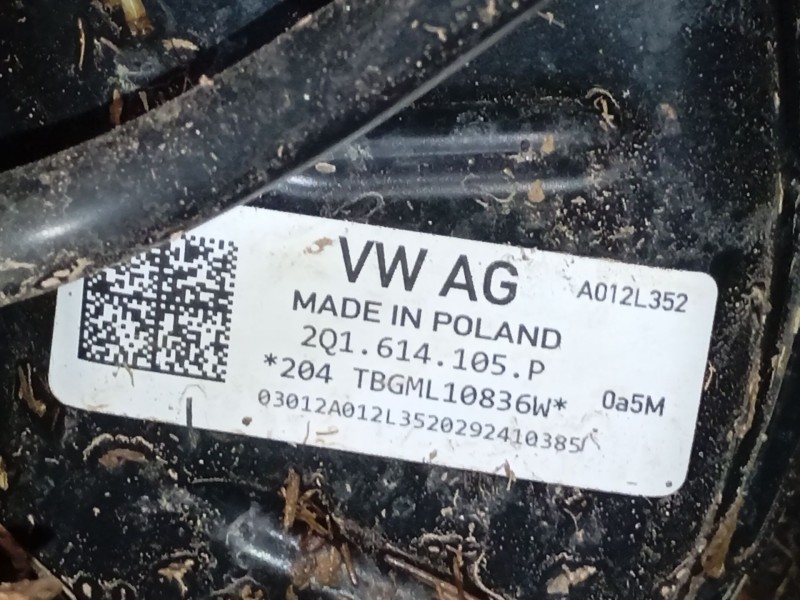 VW AG A012L352
MADE IN POLAND
2Q1.614.105.P
*204 TBGML10836W* 0a5M
03012A012L3520292410385